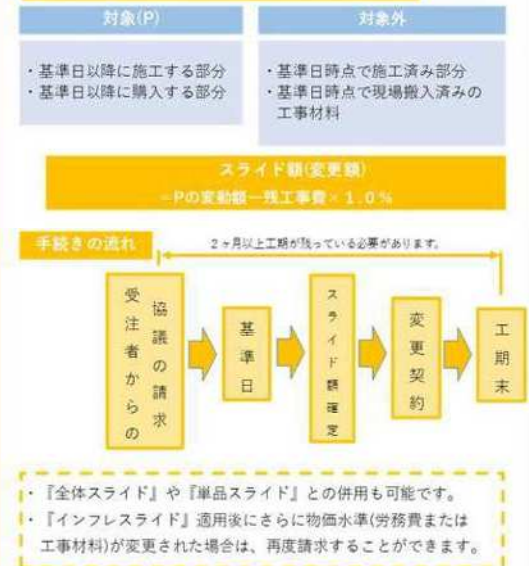 対象(P)
・基準日以降に施工する部分
・基準日以降に購入する部分
対象外
・基準日時点で施工済み部分
・基準日時点で現場搬入済みの
工事材料
スライド額(変更額)
=Pの変動額ー残工事費×1.0%
手続きの流れ
2ヶ月以上工期が残っている必要があります。
受注者からの
協議の請求
基準日
スライド額確定
変更契約
工期末
・『全体スライド』や『単品スライド』との併用も可能です。
・『インフレスライド』適用後にさらに物価水準(労務費または
工事材料)が変更された場合は、再度請求することができます。